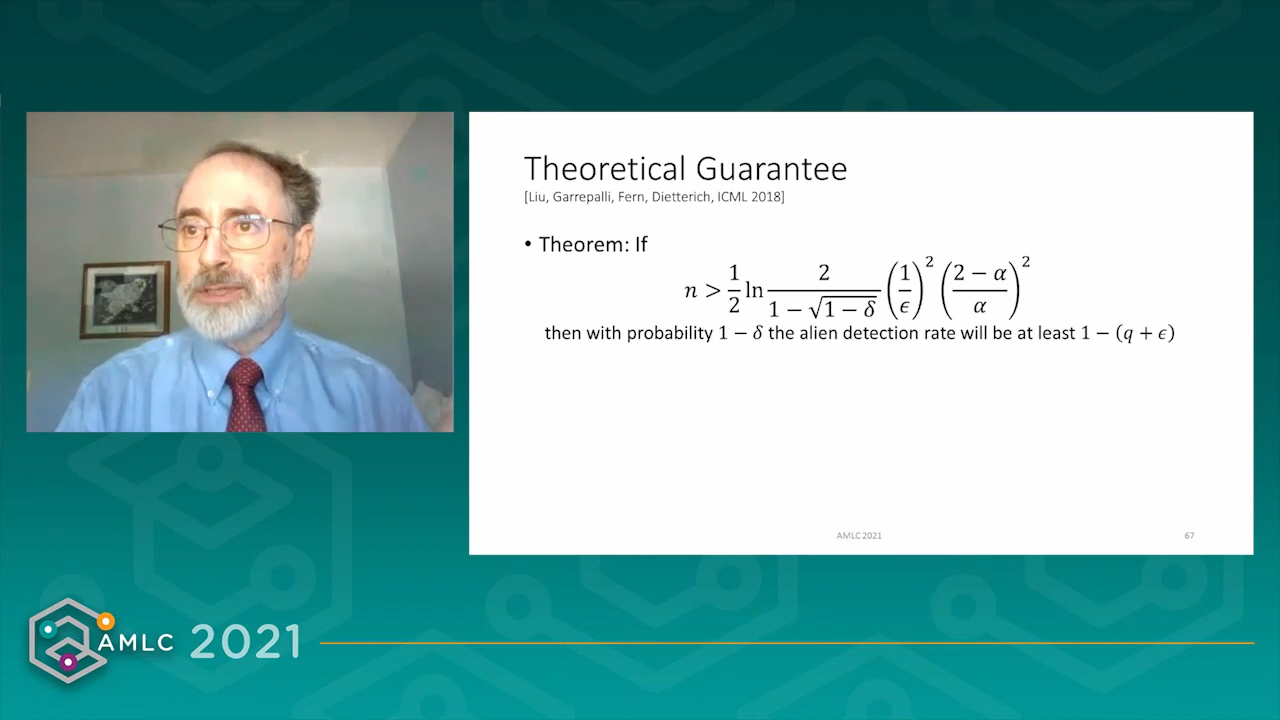 Theoretical Guarantee
[Liu, Garrepalli, Fern, Dietterich, ICML 2018]
• Theorem: If
n > 1/2 ln 2/(1 − √(1 − δ)) (1/ϵ)² ((2 − α)/α)²
then with probability 1 − δ the alien detection rate will be at least 1 − (q + ϵ)
AMLC 2021
67
AMLC 2021